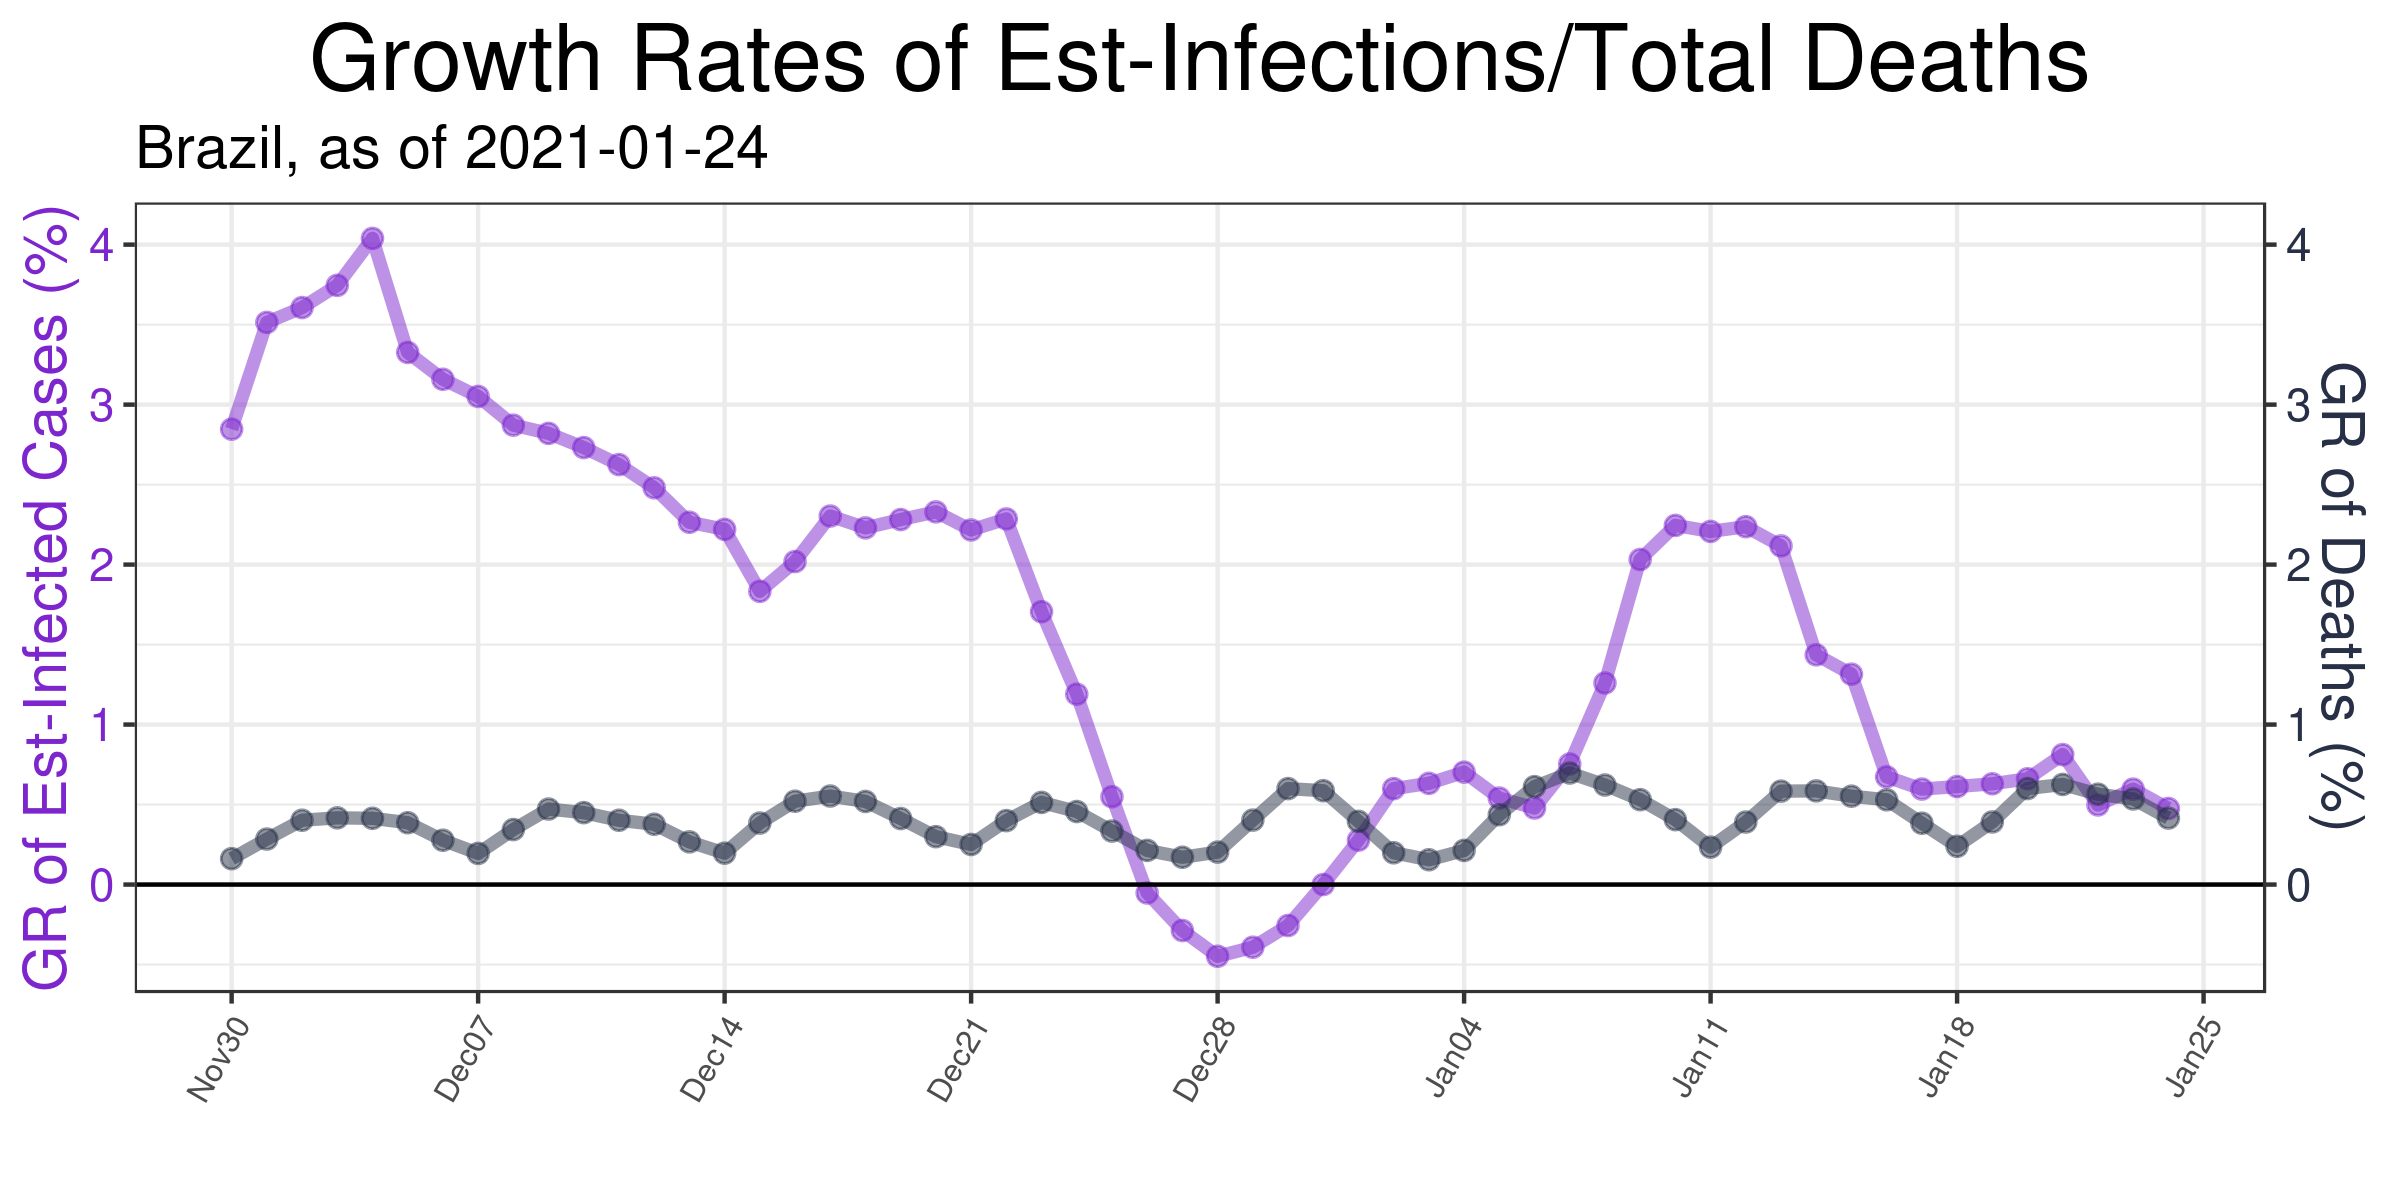 Growth Rates of Est-Infections/Total Deaths
Brazil, as of 2021-01-24
GR of Est-Infected Cases (%)
4
3
2
1
0
4
3
2
1
0
GR of Deaths (%)
Nov30
Dec07
Dec14
Dec21
Dec28
Jan04
Jan11
Jan18
Jan25